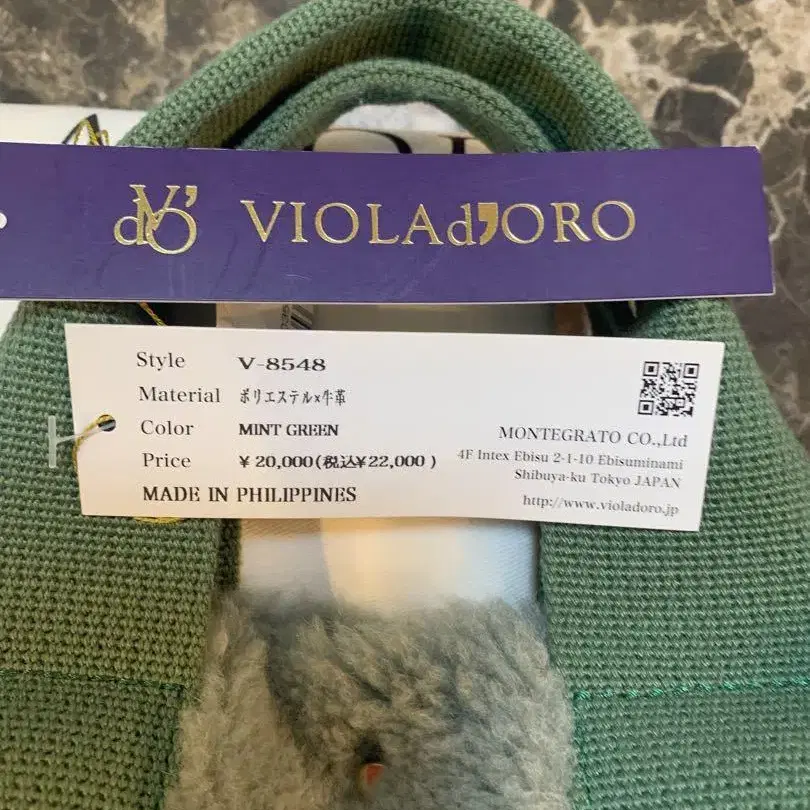 dVO'
VIOLAd'ORO
Style V-8548
Material ポリエステル×牛革
Color MINT GREEN
Price ¥ 20,000(税込¥22,000 )
MADE IN PHILIPPINES
MONTEGRATO CO.,Ltd
4F Intex Ebisu 2-1-10 Ebisuminami
Shibuya-ku Tokyo JAPAN
http://www.violadoro.jp